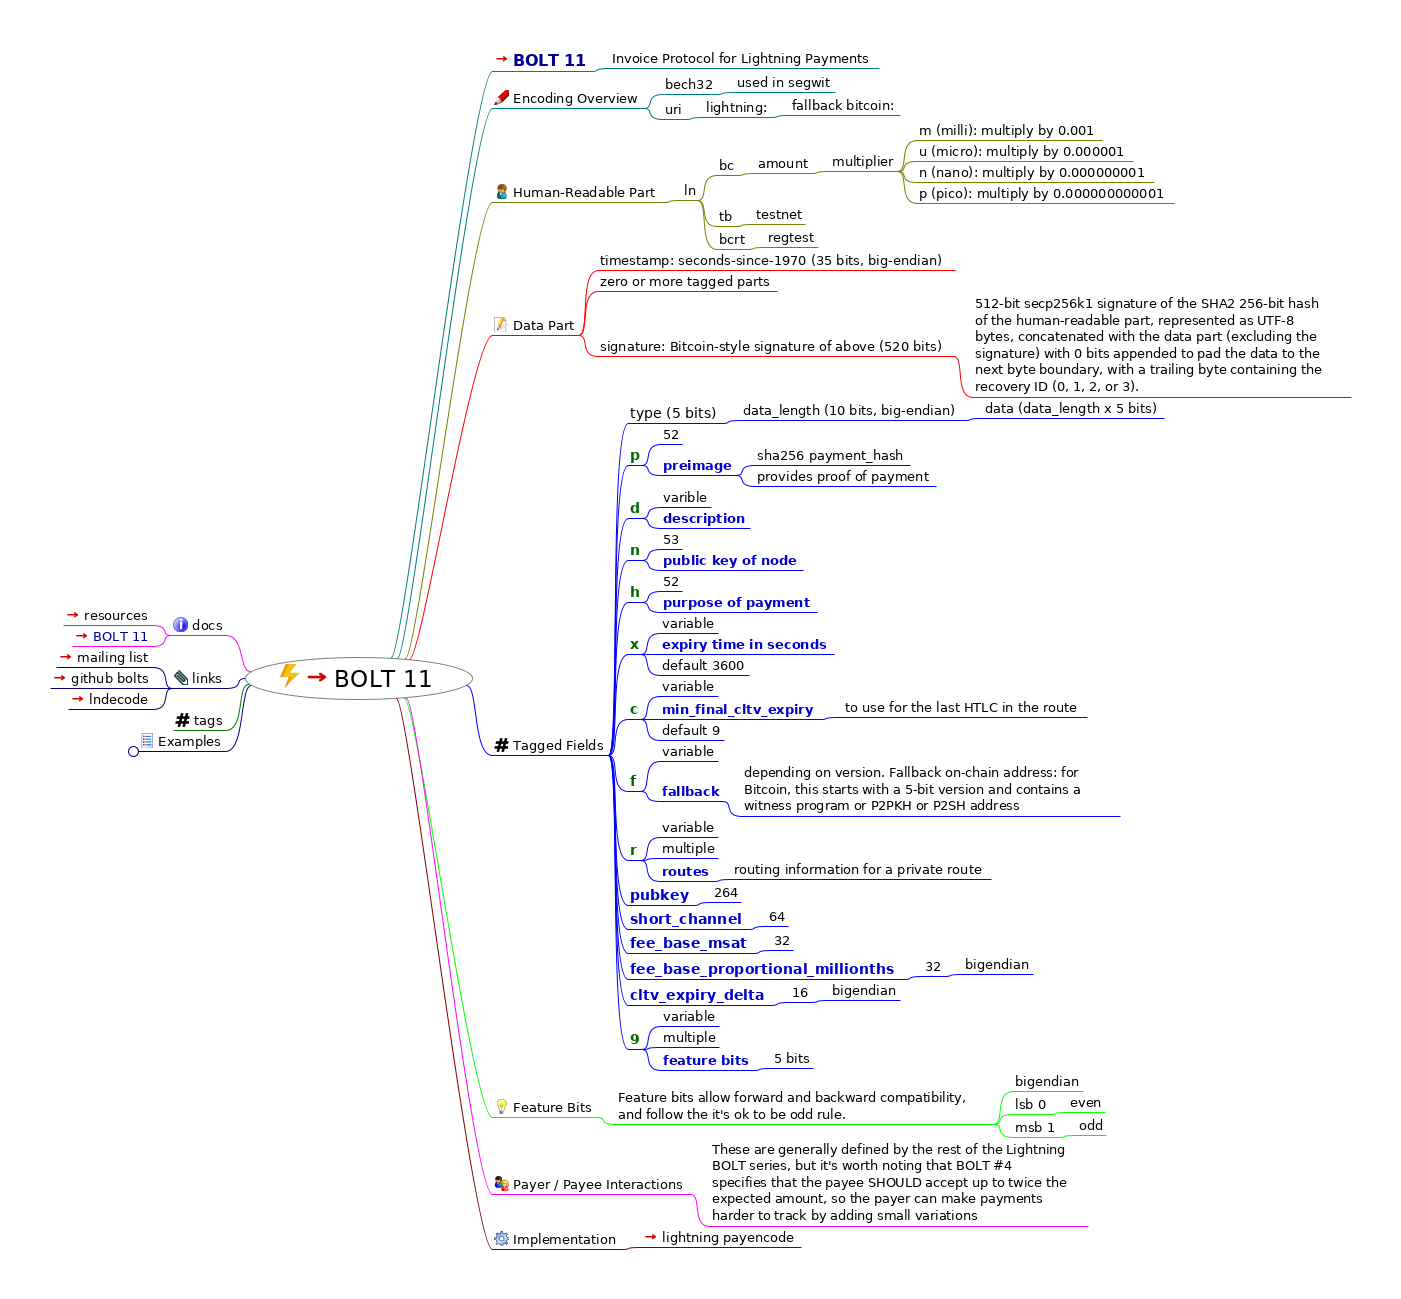 BOLT 11
Invoice Protocol for Lightning Payments
Encoding Overview
bech32
used in segwit
uri
lightning:
fallback bitcoin:
Human-Readable Part
ln
bc
amount
multiplier
m (milli): multiply by 0.001
u (micro): multiply by 0.000001
n (nano): multiply by 0.000000001
p (pico): multiply by 0.000000000001
tb
testnet
bcrt
regtest
Data Part
timestamp: seconds-since-1970 (35 bits, big-endian)
zero or more tagged parts
signature: Bitcoin-style signature of above (520 bits)
512-bit secp256k1 signature of the SHA2 256-bit hash
of the human-readable part, represented as UTF-8
bytes, concatenated with the data part (excluding the
signature) with 0 bits appended to pad the data to the
next byte boundary, with a trailing byte containing the
recovery ID (0, 1, 2, or 3).
Tagged Fields
type (5 bits)
data_length (10 bits, big-endian)
data (data_length x 5 bits)
p
52
preimage
sha256 payment_hash
provides proof of payment
d
varible
description
n
53
public key of node
h
52
purpose of payment
x
variable
expiry time in seconds
default 3600
c
variable
min_final_cltv_expiry
to use for the last HTLC in the route
default 9
f
variable
fallback
depending on version. Fallback on-chain address: for
Bitcoin, this starts with a 5-bit version and contains a
witness program or P2PKH or P2SH address
r
variable
multiple
routes
routing information for a private route
pubkey
264
short_channel
64
fee_base_msat
32
fee_base_proportional_millionths
32
bigendian
cltv_expiry_delta
16
bigendian
9
variable
multiple
feature bits
5 bits
Feature Bits
Feature bits allow forward and backward compatibility,
and follow the it's ok to be odd rule.
bigendian
lsb 0
even
msb 1
odd
Payer / Payee Interactions
These are generally defined by the rest of the Lightning
BOLT series, but it's worth noting that BOLT #4
specifies that the payee SHOULD accept up to twice the
expected amount, so the payer can make payments
harder to track by adding small variations
Implementation
lightning payencode
BOLT 11
docs
resources
BOLT 11
links
mailing list
github bolts
lndecode
# tags
Examples